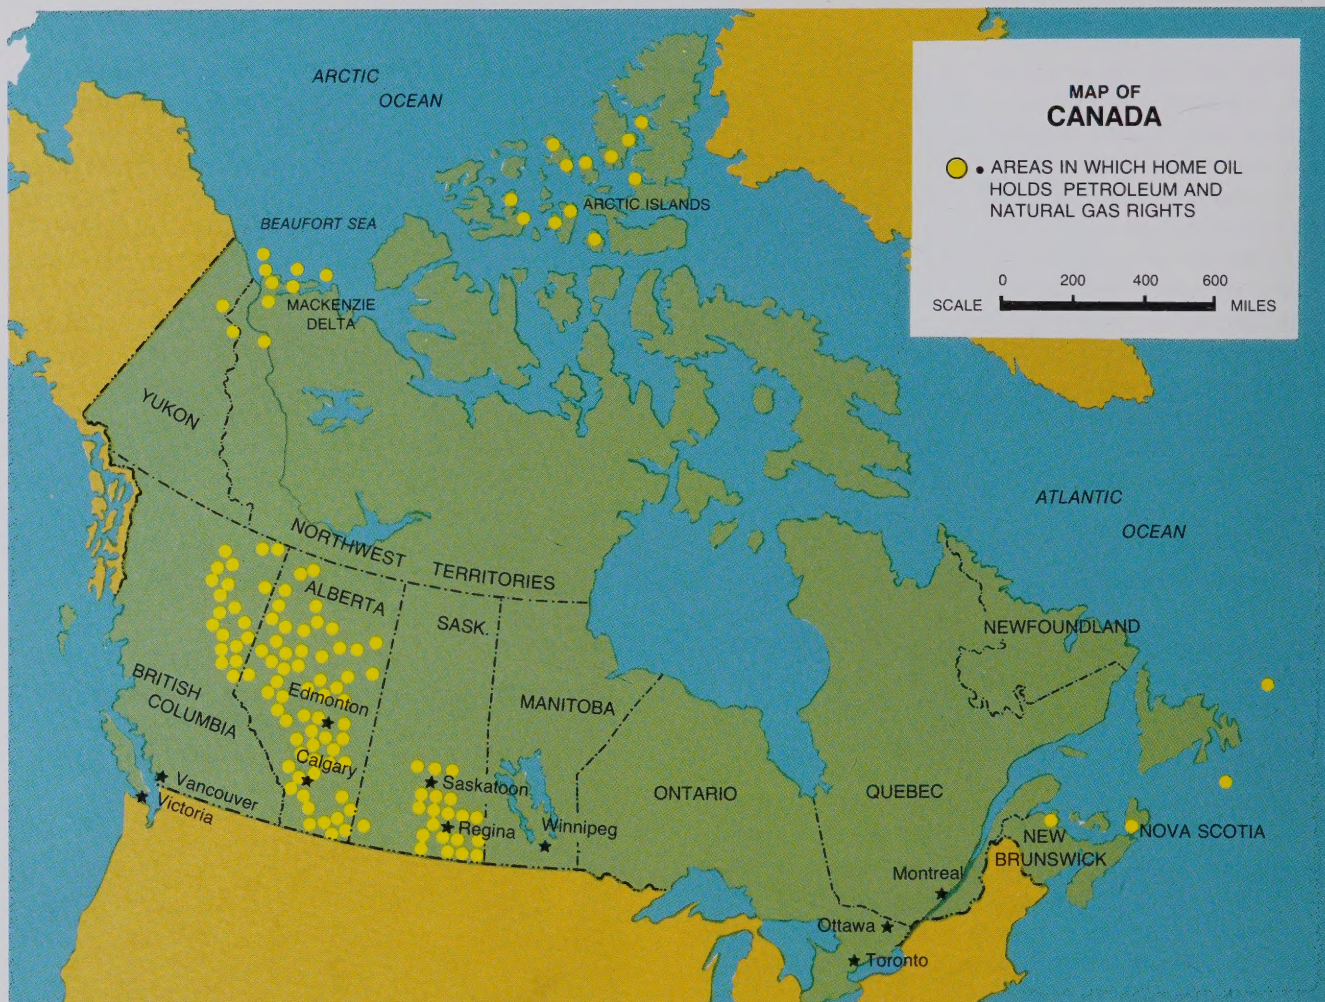 ARCTIC
OCEAN
MAP OF
CANADA
• AREAS IN WHICH HOME OIL
HOLDS PETROLEUM AND
NATURAL GAS RIGHTS
0 200 400 600
SCALE MILES
ARCTIC ISLANDS
BEAUFORT SEA
MACKENZIE
DELTA
YUKON
ATLANTIC
OCEAN
NORTHWEST TERRITORIES
ALBERTA
SASK.
NEWFOUNDLAND
BRITISH
COLUMBIA
Edmonton
MANITOBA
Calgary
Saskatoon
ONTARIO
QUEBEC
Vancouver
Victoria
Regina
Winnipeg
NOVA SCOTIA
NEW
BRUNSWICK
Montreal
Ottawa
Toronto